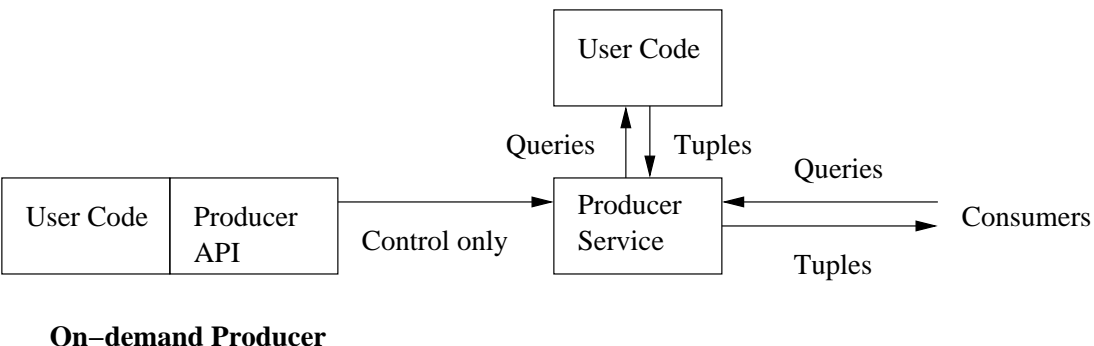 User Code
Queries
Tuples
Queries
User Code
Producer
API
Control only
Producer
Service
Consumers
Tuples
On−demand Producer